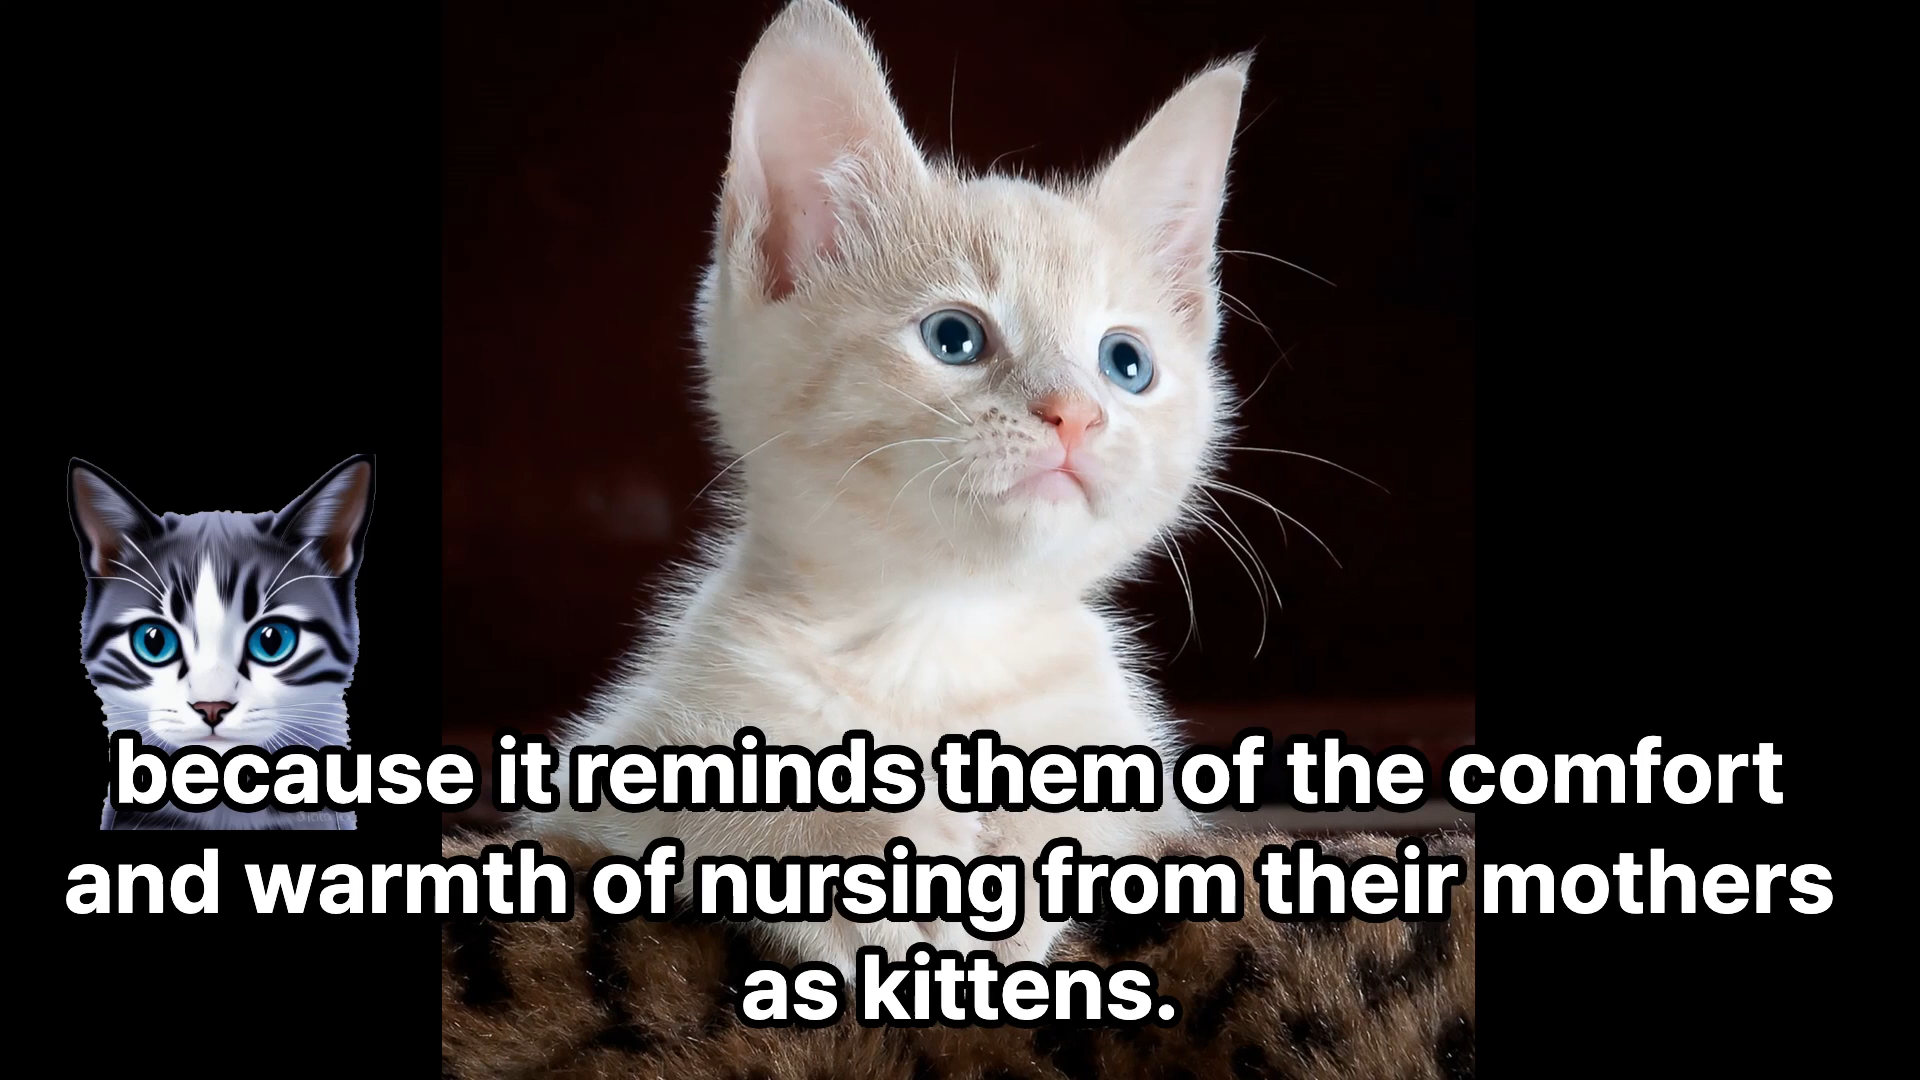 because it reminds them of the comfort
and warmth of nursing from their mothers
as kittens.